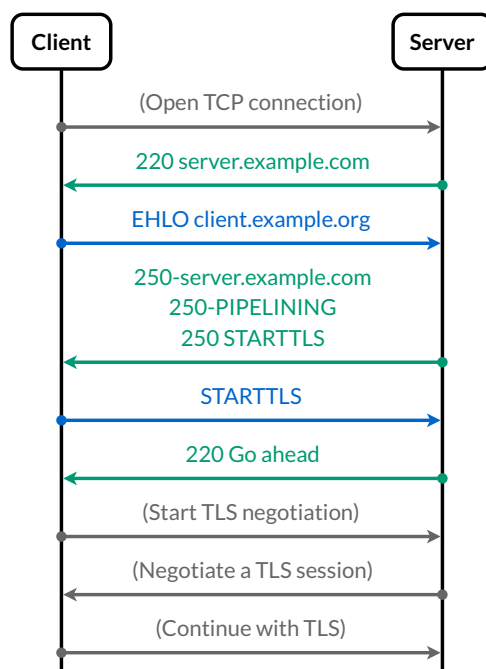 Client Server
(Open TCP connection)
220 server.example.com
EHLO client.example.org
250-server.example.com
250-PIPELINING
250 STARTTLS
STARTTLS
220 Go ahead
(Start TLS negotiation)
(Negotiate a TLS session)
(Continue with TLS)